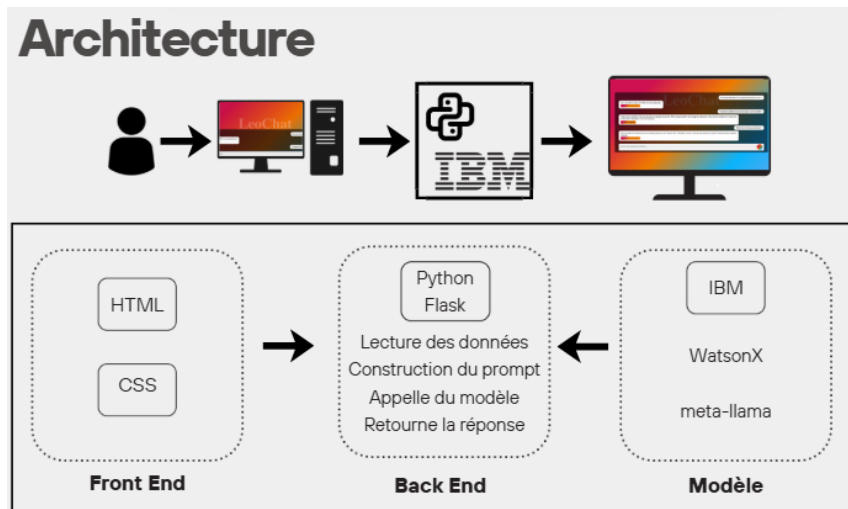 Architecture
LeoChat
IBM
LeoChat
HTML
CSS
Front End
Python
Flask
Lecture des données
Construction du prompt
Appelle du modèle
Retourne la réponse
Back End
IBM
WatsonX
meta-llama
Modèle